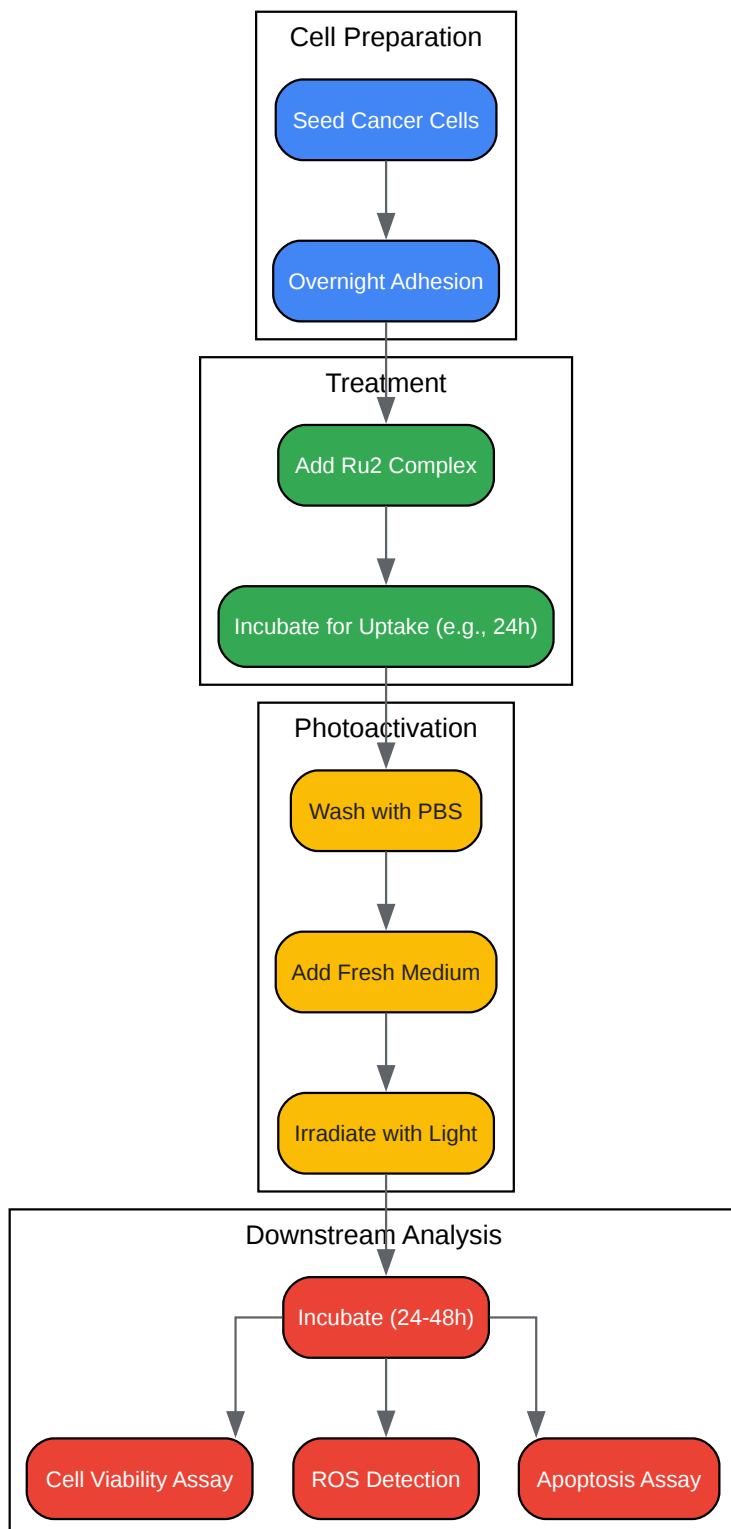 Cell Preparation
Seed Cancer Cells
Overnight Adhesion
Treatment
Add Ru2 Complex
Incubate for Uptake (e.g., 24h)
Photoactivation
Wash with PBS
Add Fresh Medium
Irradiate with Light
Downstream Analysis
Incubate (24-48h)
Cell Viability Assay
ROS Detection
Apoptosis Assay